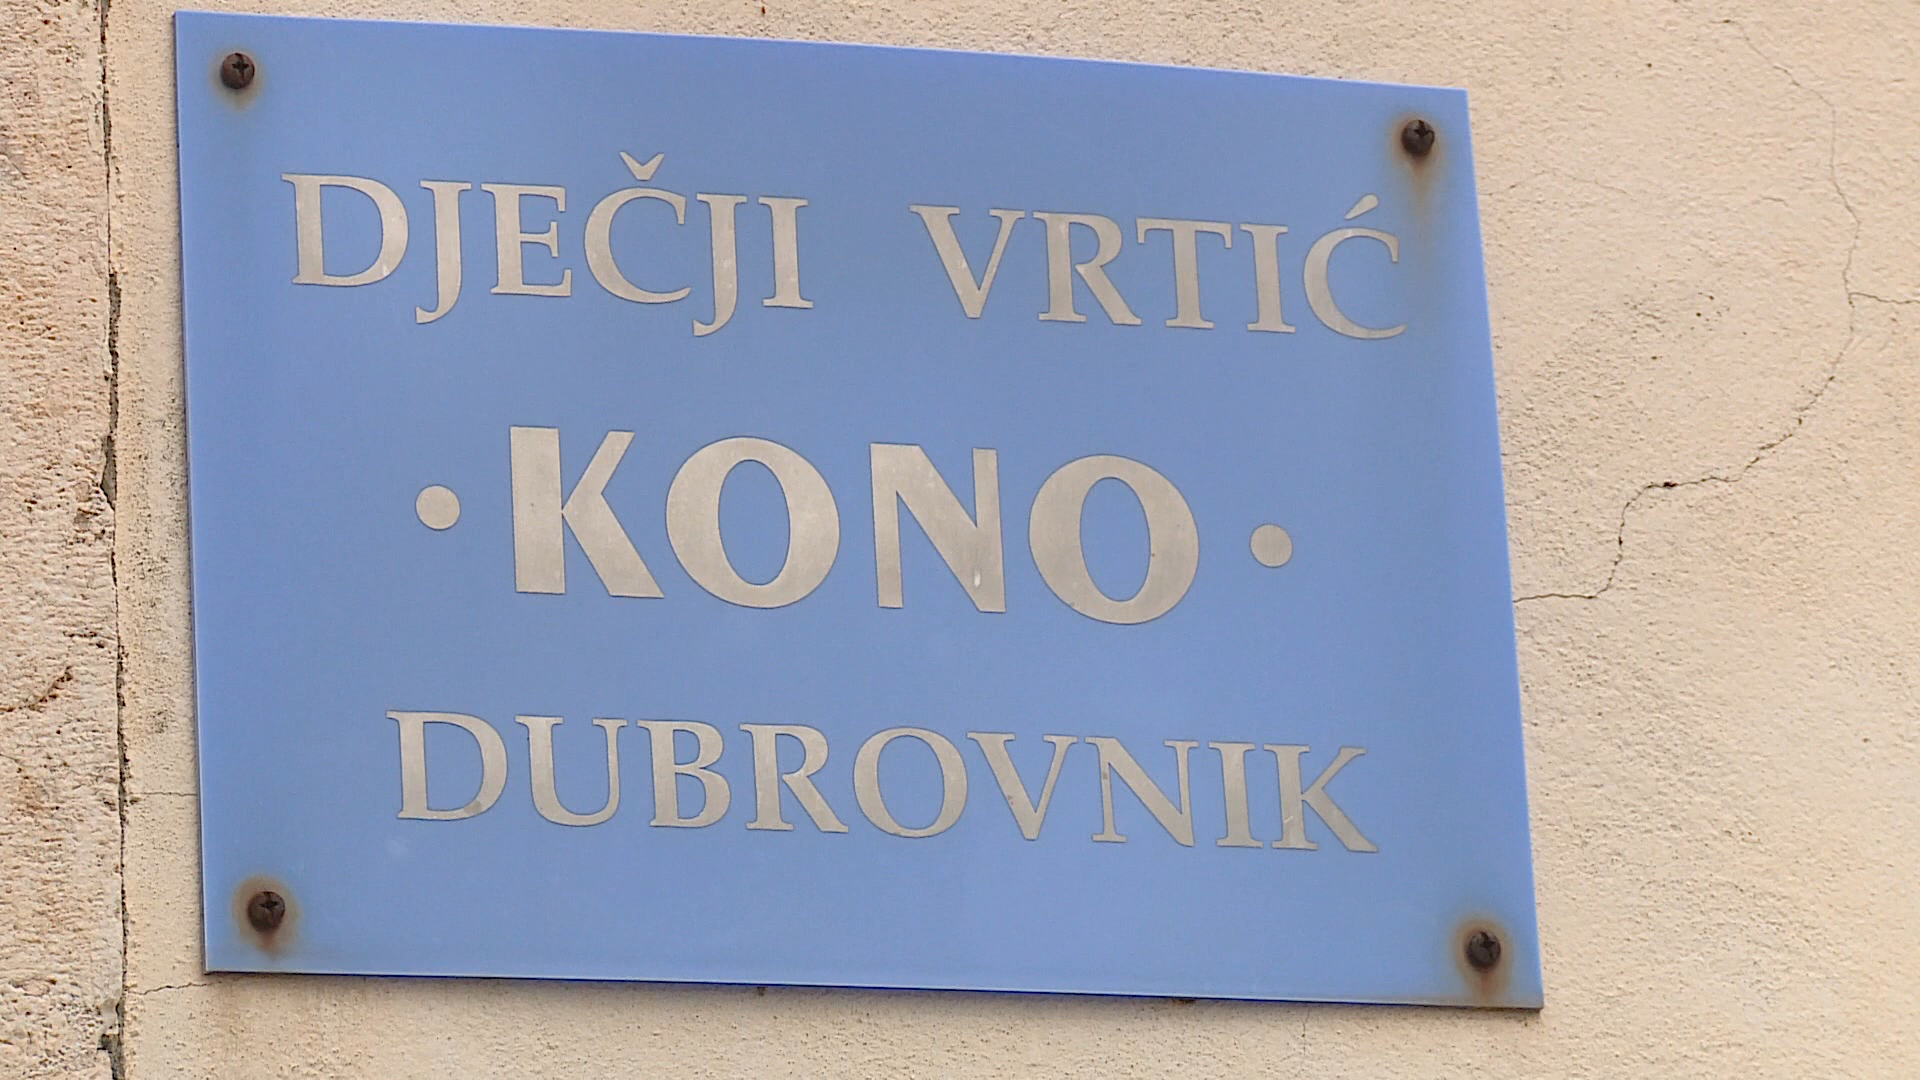 DJEČJI VRTIĆ
• KONO •
DUBROVNIK